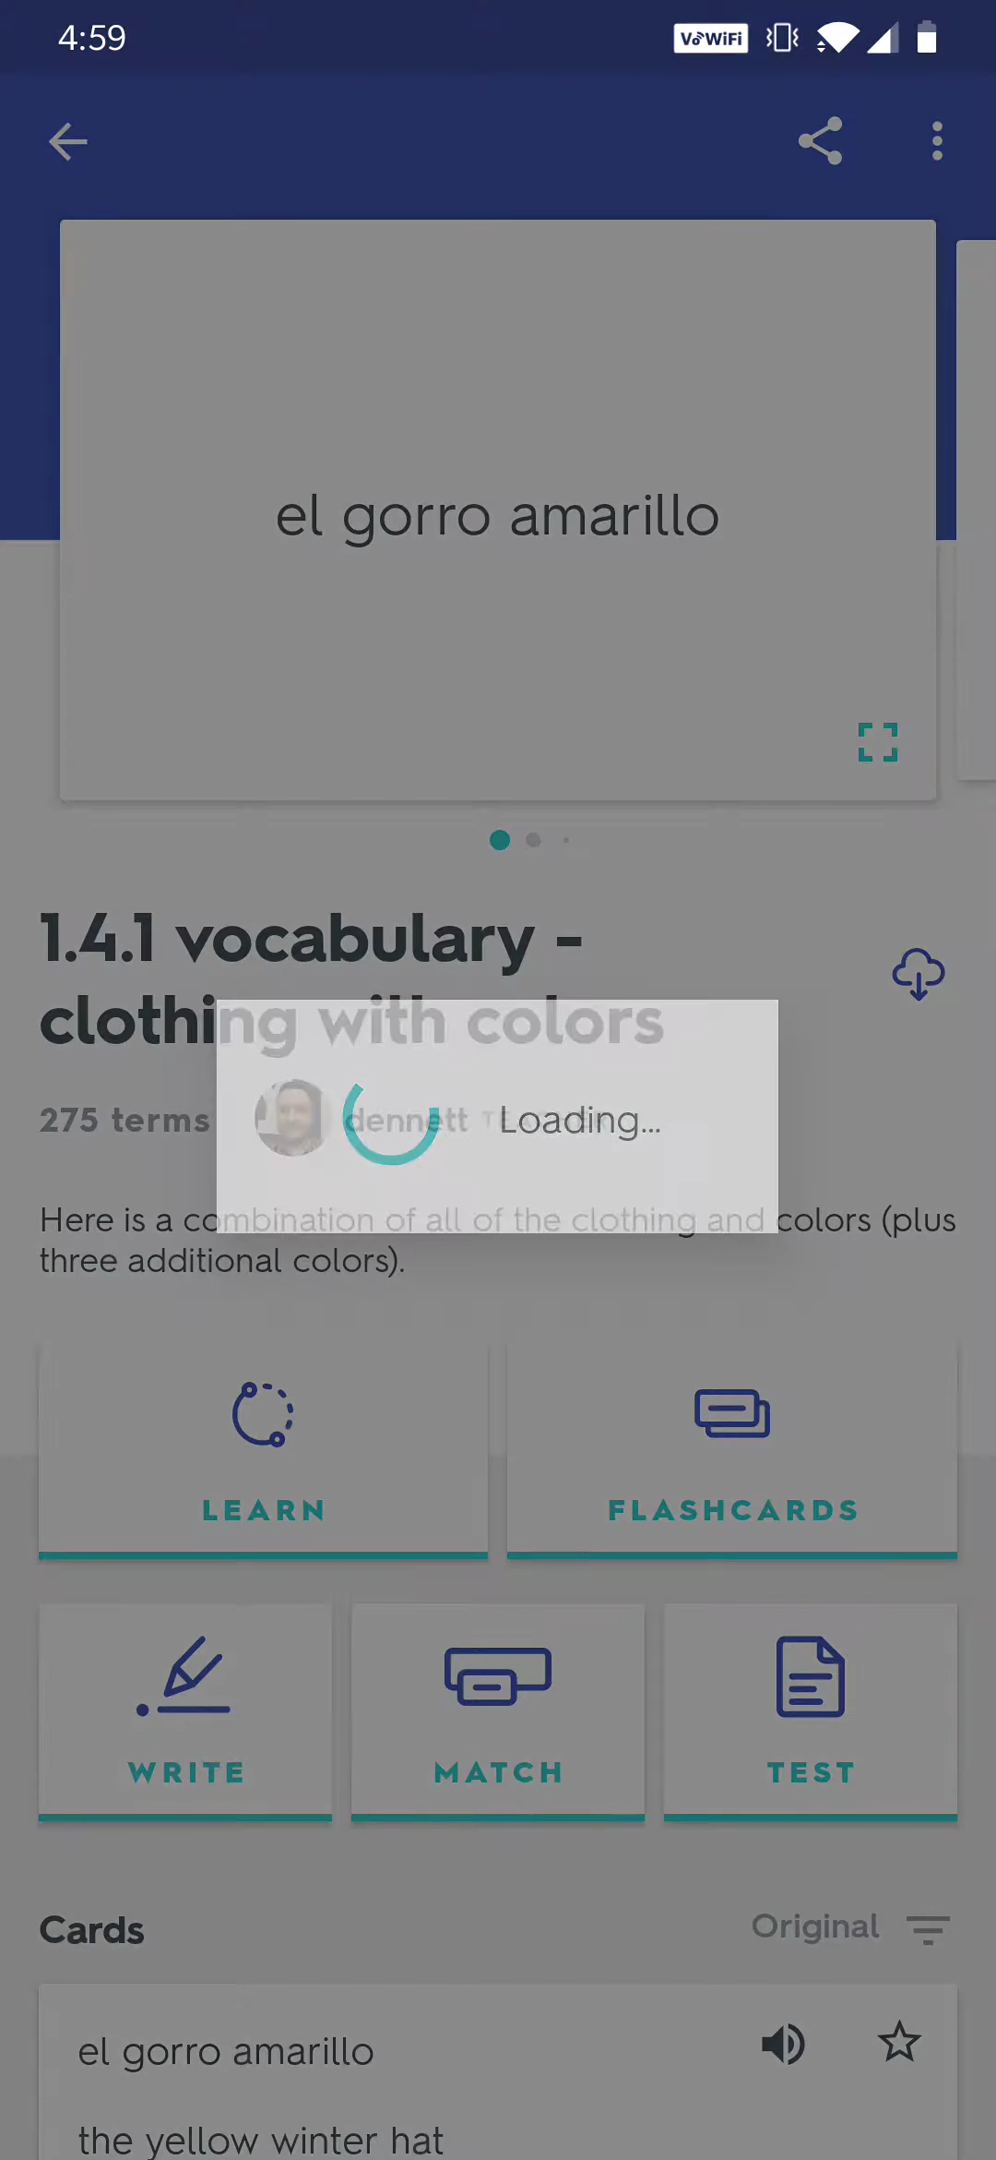 4:59
VoWiFi
el gorro amarillo
1.4.1 vocabulary -
clothing with colors
275 terms dennett
Loading...
Here is a combination of all of the clothing and colors (plus
three additional colors).
LEARN
FLASHCARDS
WRITE
MATCH
TEST
Cards
Original
el gorro amarillo
the yellow winter hat